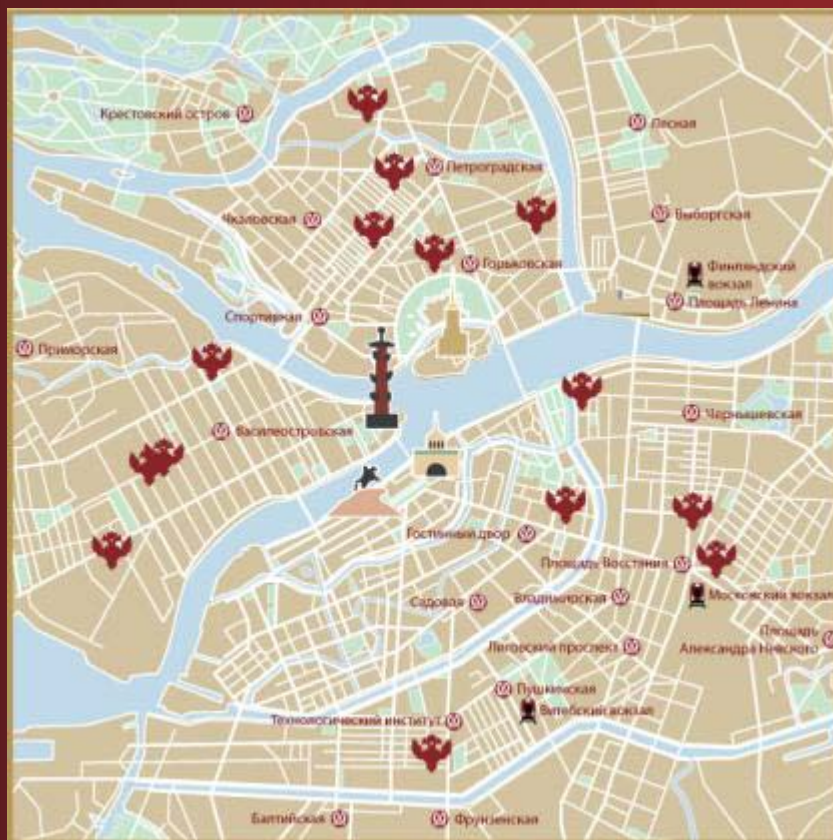 Крестовский остров
Лесная
Петроградская
Чкаловская
Выборгская
Горьковская
Финляндский
вокзал
Площадь Ленина
Спортивная
Приморская
Чернышевская
Василеостровская
Гостинный двор
Площадь Восстания
Московский вокзал
Владимирская
Садовая
Площадь
Александра Невского
Лиговский проспект
Пушкинская
Витебский вокзал
Технологический институт
Балтийская
Фрунзенская